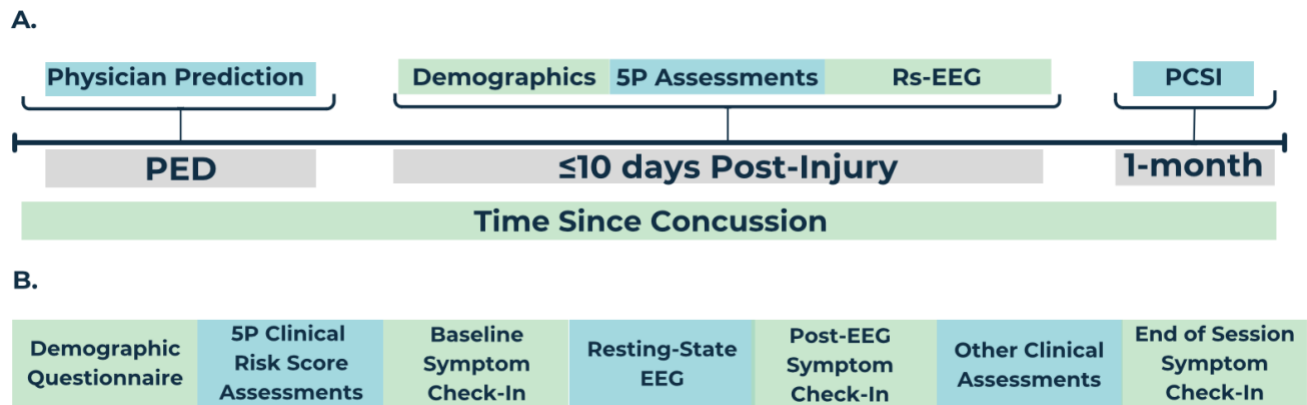 A.
Physician Prediction
Demographics
5P Assessments
Rs-EEG
PCSI
PED
≤10 days Post-Injury
1-month
Time Since Concussion
B.
Demographic
Questionnaire
5P Clinical
Risk Score
Assessments
Baseline
Symptom
Check-In
Resting-State
EEG
Post-EEG
Symptom
Check-In
Other Clinical
Assessments
End of Session
Symptom
Check-In